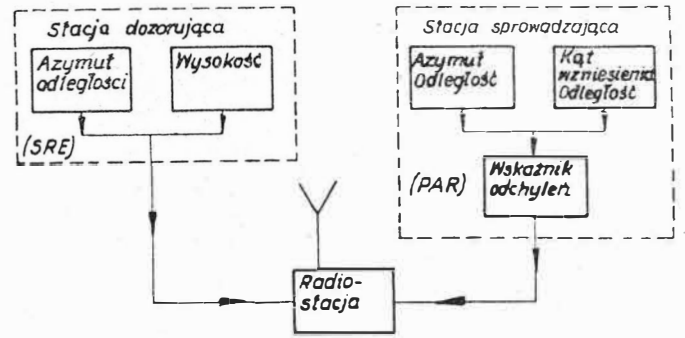 Stacja dozorująca
Azymut
odległości
Wysokość
(SRE)
Stacja sprowadzająca
Azymut
Odległość
Kąt
wzniesienia
Odległość
(PAR)
Wskaźnik
odchyleń
Radio-
stacja